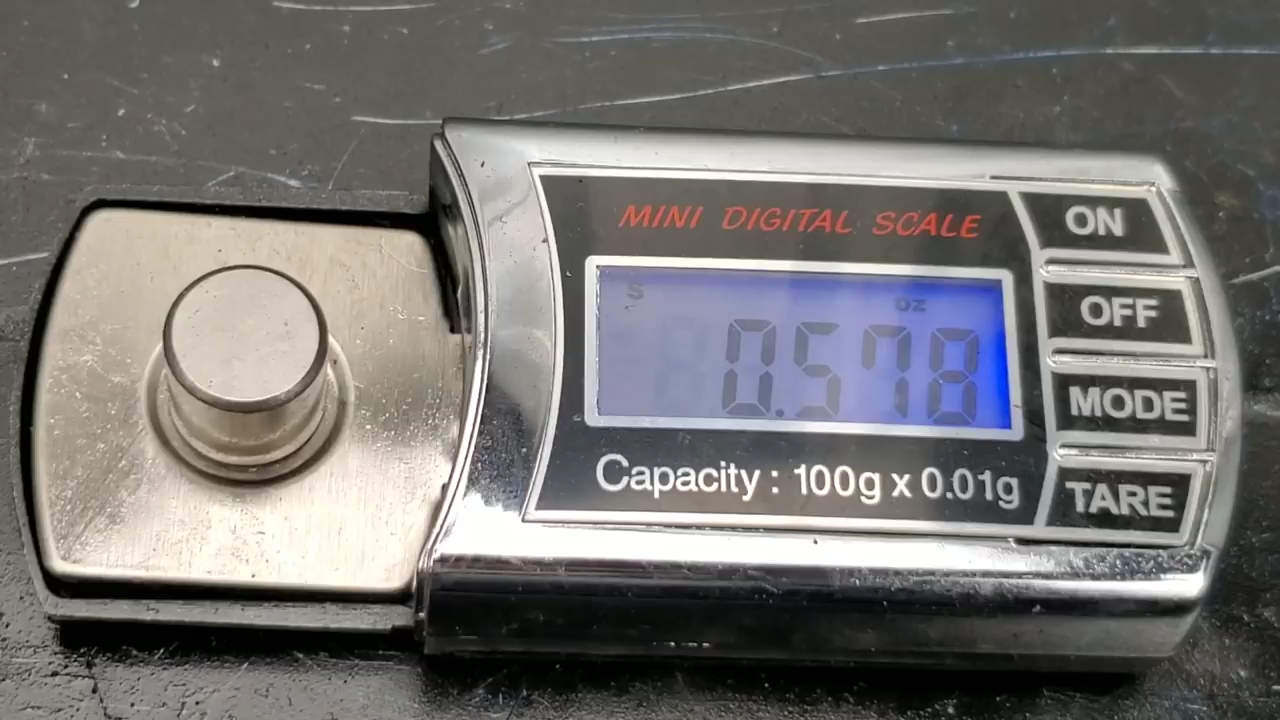 MINI DIGITAL SCALE
S
oz
0.578
Capacity : 100g x 0.01g
ON
OFF
MODE
TARE